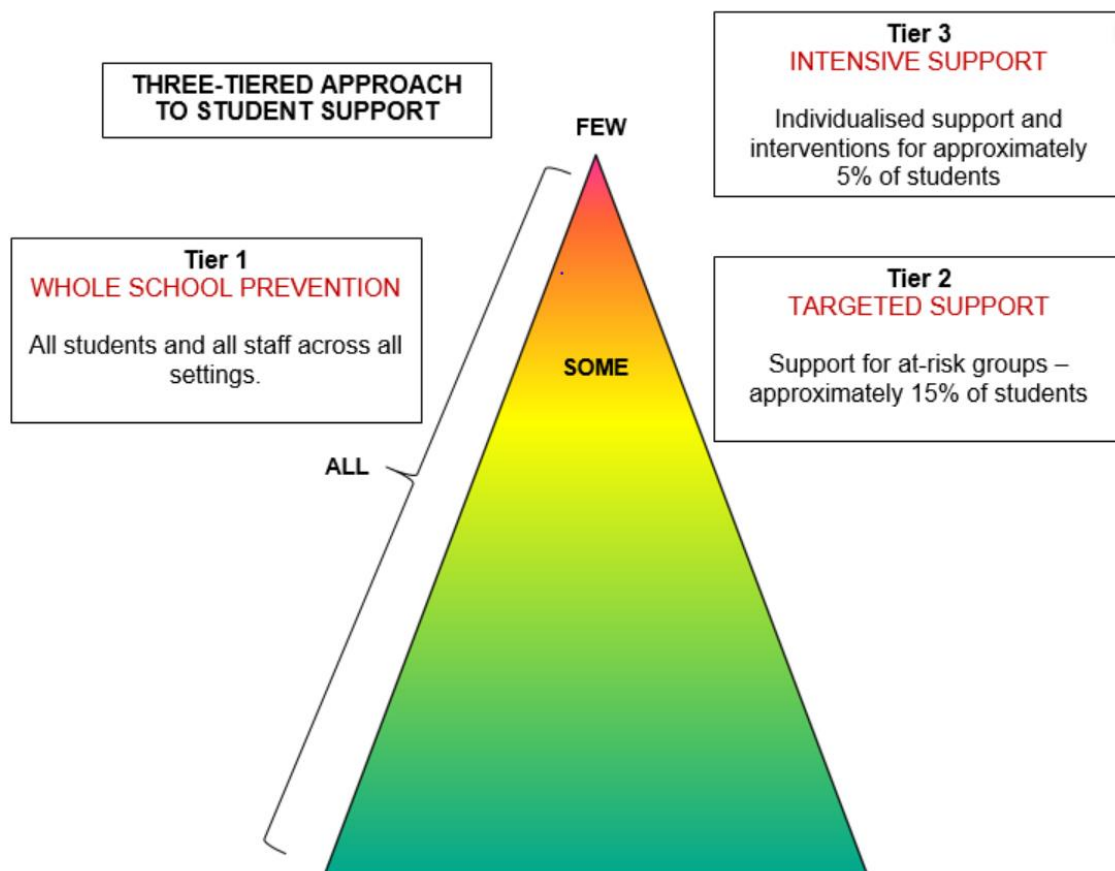 THREE-TIERED APPROACH
TO STUDENT SUPPORT
Tier 3
INTENSIVE SUPPORT
Individualised support and
interventions for approximately
5% of students
FEW
Tier 1
WHOLE SCHOOL PREVENTION
All students and all staff across all
settings.
Tier 2
TARGETED SUPPORT
Support for at-risk groups –
approximately 15% of students
SOME
ALL